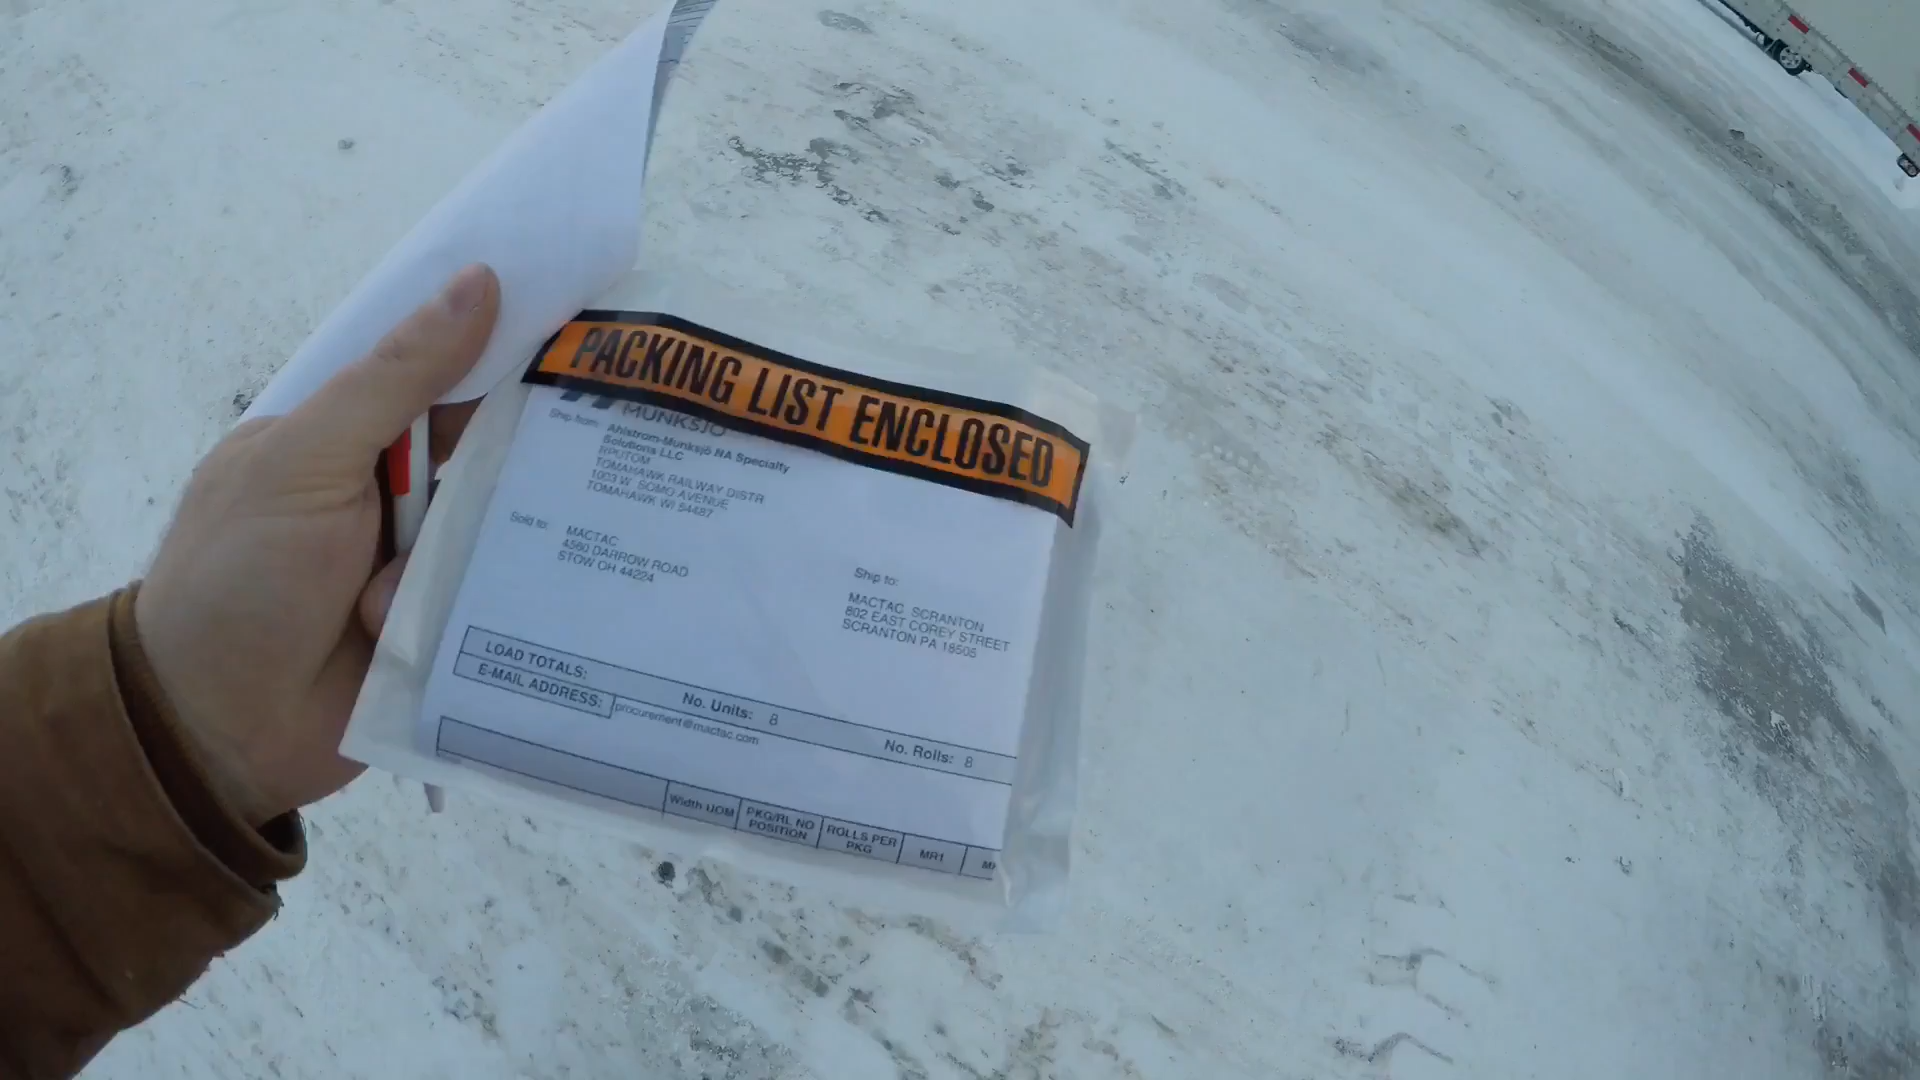 PACKING LIST ENCLOSED
MUNKSJÖ
Ship from:
Ahlstrom-Munksjö NA Specialty
Solutions LLC
RPUTOM
TOMAHAWK RAILWAY DISTR
1003 W SOMO AVENUE
TOMAHAWK WI 54487
Sold to:
MACTAC
4560 DARROW ROAD
STOW OH 44224
Ship to:
MACTAC SCRANTON
802 EAST COREY STREET
SCRANTON PA 18505
LOAD TOTALS: No. Units: 8 No. Rolls: 8
E-MAIL ADDRESS: procurement@mactac.com
Width UOM
PKG/RL NO
POSITION
ROLLS PER
PKG
MR1